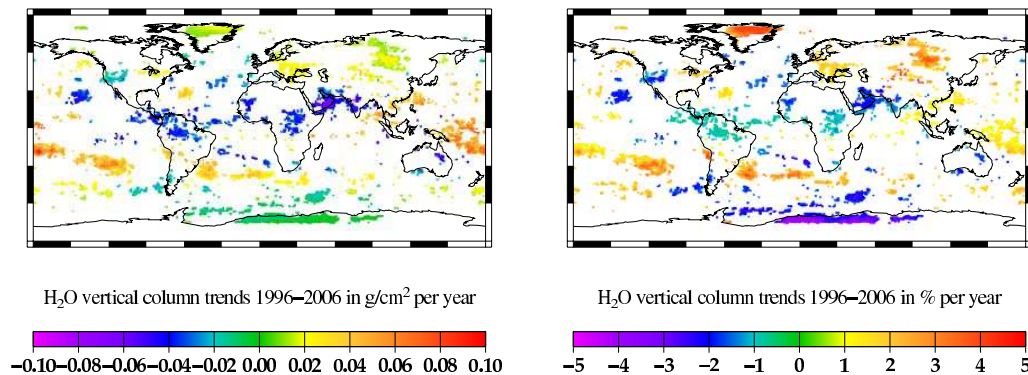 H₂O vertical column trends 1996−2006 in g/cm² per year
−0.10 −0.08 −0.06 −0.04 −0.02 0.00 0.02 0.04 0.06 0.08 0.10
H₂O vertical column trends 1996−2006 in % per year
−5 −4 −3 −2 −1 0 1 2 3 4 5